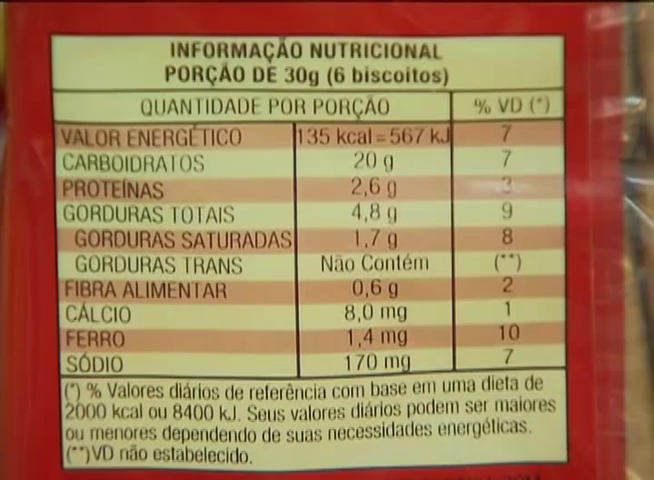 INFORMAÇÃO NUTRICIONAL
PORÇÃO DE 30g (6 biscoitos)
QUANTIDADE POR PORÇÃO % VD (*)
VALOR ENERGÉTICO 135 kcal=567 kJ 7
CARBOIDRATOS 20 g 7
PROTEÍNAS 2,6 g 3
GORDURAS TOTAIS 4,8 g 9
GORDURAS SATURADAS 1,7 g 8
GORDURAS TRANS Não Contém (**)
FIBRA ALIMENTAR 0,6 g 2
CÁLCIO 8,0 mg 1
FERRO 1,4 mg 10
SÓDIO 170 mg 7
(*) % Valores diários de referência com base em uma dieta de
2000 kcal ou 8400 kJ. Seus valores diários podem ser maiores
ou menores dependendo de suas necessidades energéticas.
(**)VD não estabelecido.